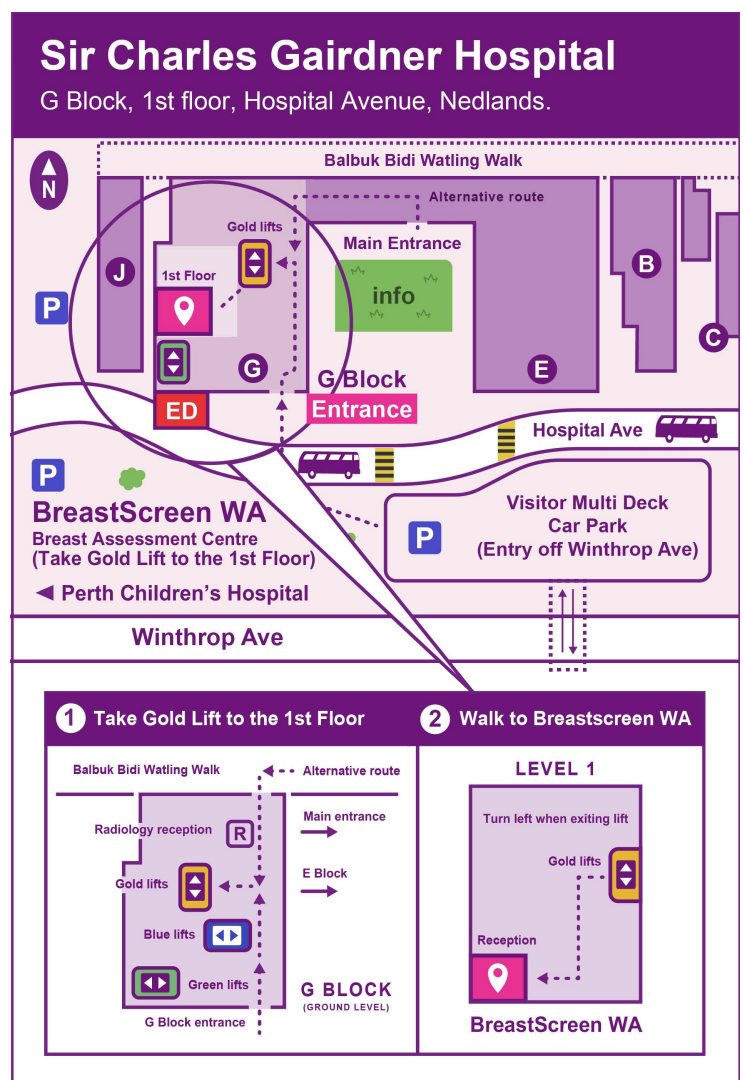 Sir Charles Gairdner Hospital
G Block, 1st floor, Hospital Avenue, Nedlands.
Balbuk Bidi Watling Walk
N
Alternative route
Gold lifts
Main Entrance
J
1st Floor
B
P
info
C
G
E
G Block
ED
Entrance
Hospital Ave
P
BreastScreen WA
Breast Assessment Centre
(Take Gold Lift to the 1st Floor)
Perth Children's Hospital
P
Visitor Multi Deck
Car Park
(Entry off Winthrop Ave)
Winthrop Ave
1 Take Gold Lift to the 1st Floor
Balbuk Bidi Watling Walk
Alternative route
Main entrance
Radiology reception
R
E Block
Gold lifts
Blue lifts
Green lifts
G BLOCK
(GROUND LEVEL)
G Block entrance
2 Walk to Breastscreen WA
LEVEL 1
Turn left when exiting lift
Gold lifts
Reception
BreastScreen WA